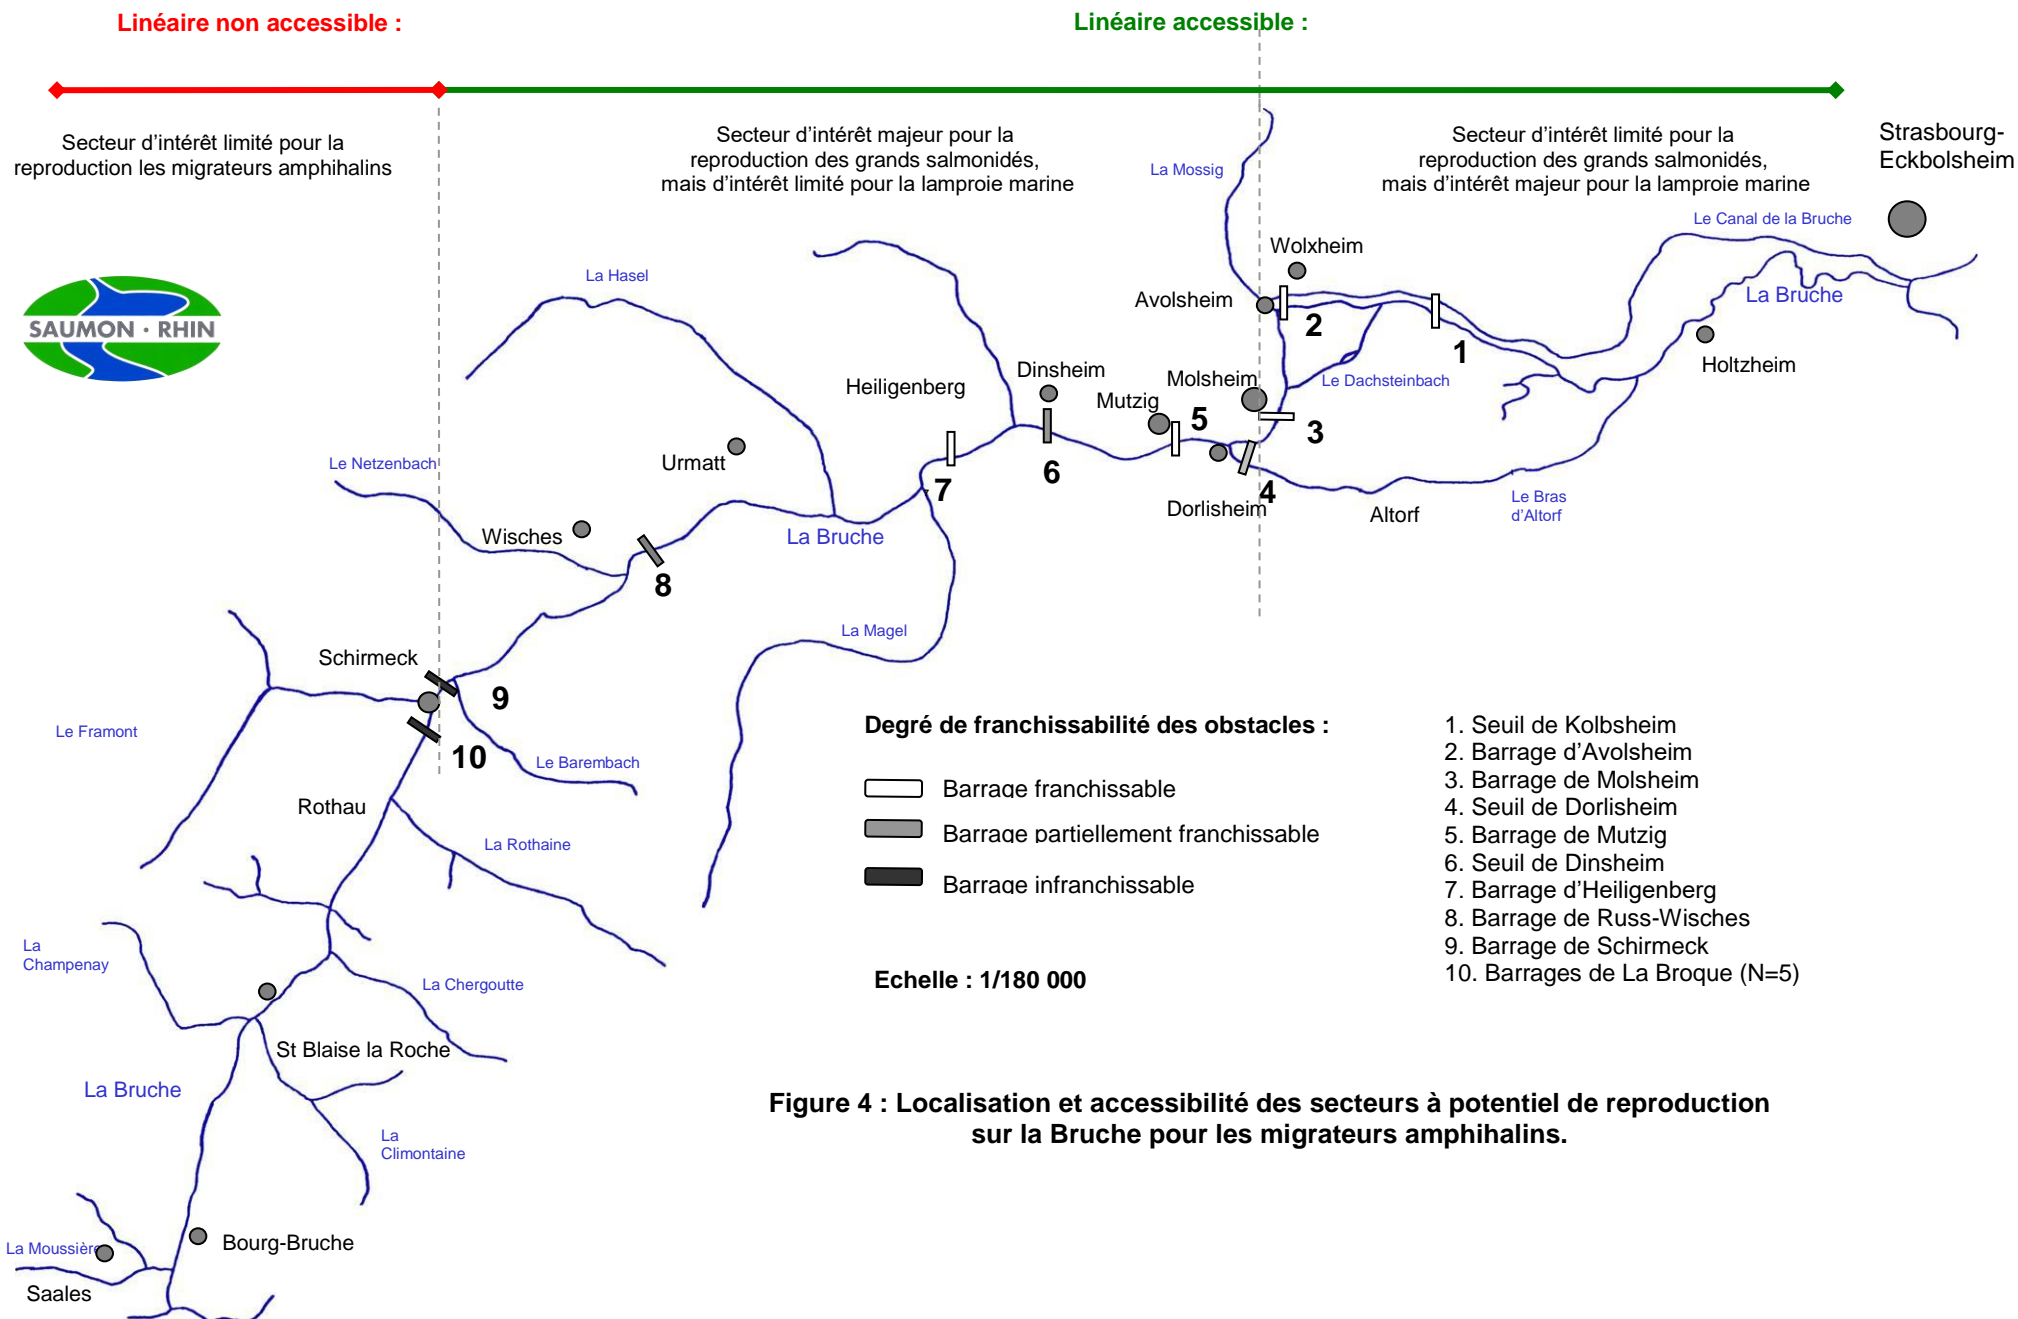 Linéaire non accessible :
Linéaire accessible :
Secteur d'intérêt limité pour la
reproduction les migrateurs amphihalins
Secteur d'intérêt majeur pour la
reproduction des grands salmonidés,
mais d'intérêt limité pour la lamproie marine
Secteur d'intérêt limité pour la
reproduction des grands salmonidés,
mais d'intérêt majeur pour la lamproie marine
Strasbourg-
Eckbolsheim
La Mossig
Le Canal de la Bruche
Wolxheim
La Hasel
Avolsheim
La Bruche
SAUMON · RHIN
2
1
Holtzheim
Dinsheim
Molsheim
Le Dachsteinbach
Heiligenberg
Mutzig
5
3
Urmatt
Le Netzenbach
6
7
4
Dorlisheim
Altorf
Le Bras
d'Altorf
Wisches
La Bruche
8
La Magel
Schirmeck
9
Le Framont
10
Le Barembach
Rothau
La Rothaine
Degré de franchissabilité des obstacles :
Barrage franchissable
Barrage partiellement franchissable
Barrage infranchissable
Echelle : 1/180 000
1. Seuil de Kolbsheim
2. Barrage d'Avolsheim
3. Barrage de Molsheim
4. Seuil de Dorlisheim
5. Barrage de Mutzig
6. Seuil de Dinsheim
7. Barrage d'Heiligenberg
8. Barrage de Russ-Wisches
9. Barrage de Schirmeck
10. Barrages de La Broque (N=5)
La
Champenay
La Chergoutte
St Blaise la Roche
La Bruche
La
Climontaine
La Moussière
Bourg-Bruche
Saales
Figure 4 : Localisation et accessibilité des secteurs à potentiel de reproduction
sur la Bruche pour les migrateurs amphihalins.